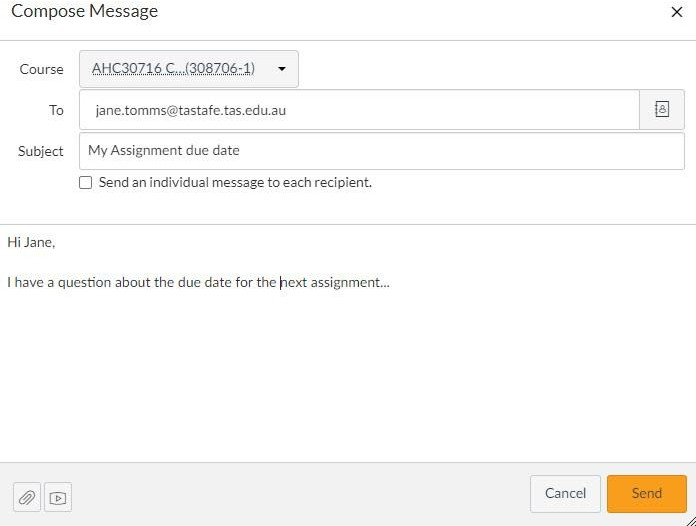 Compose Message
Course AHC30716 C...(308706-1)
To jane.tomms@tastafe.tas.edu.au
Subject My Assignment due date
Send an individual message to each recipient.
Hi Jane,
I have a question about the due date for the next assignment...
Cancel Send